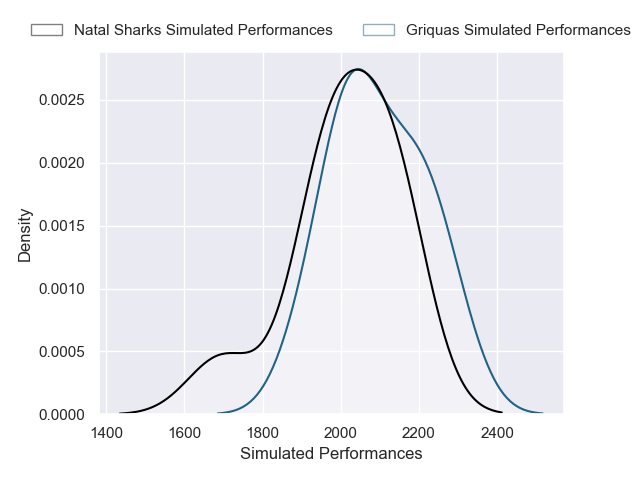 Natal Sharks Simulated Performances Griquas Simulated Performances
0.0025
0.0020
0.0015
0.0010
0.0005
0.0000
Density
1400 1600 1800 2000 2200 2400
Simulated Performances